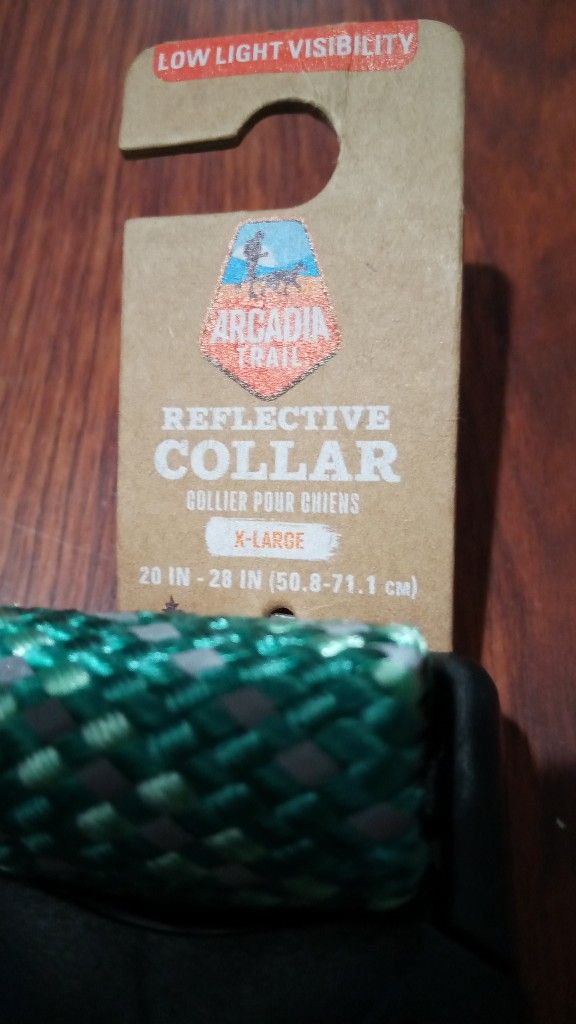 LOW LIGHT VISIBILITY
ARCADIA
TRAIL
REFLECTIVE
COLLAR
COLLIER POUR CHIENS
X-LARGE
20 IN - 28 IN (50.8-71.1 CM)